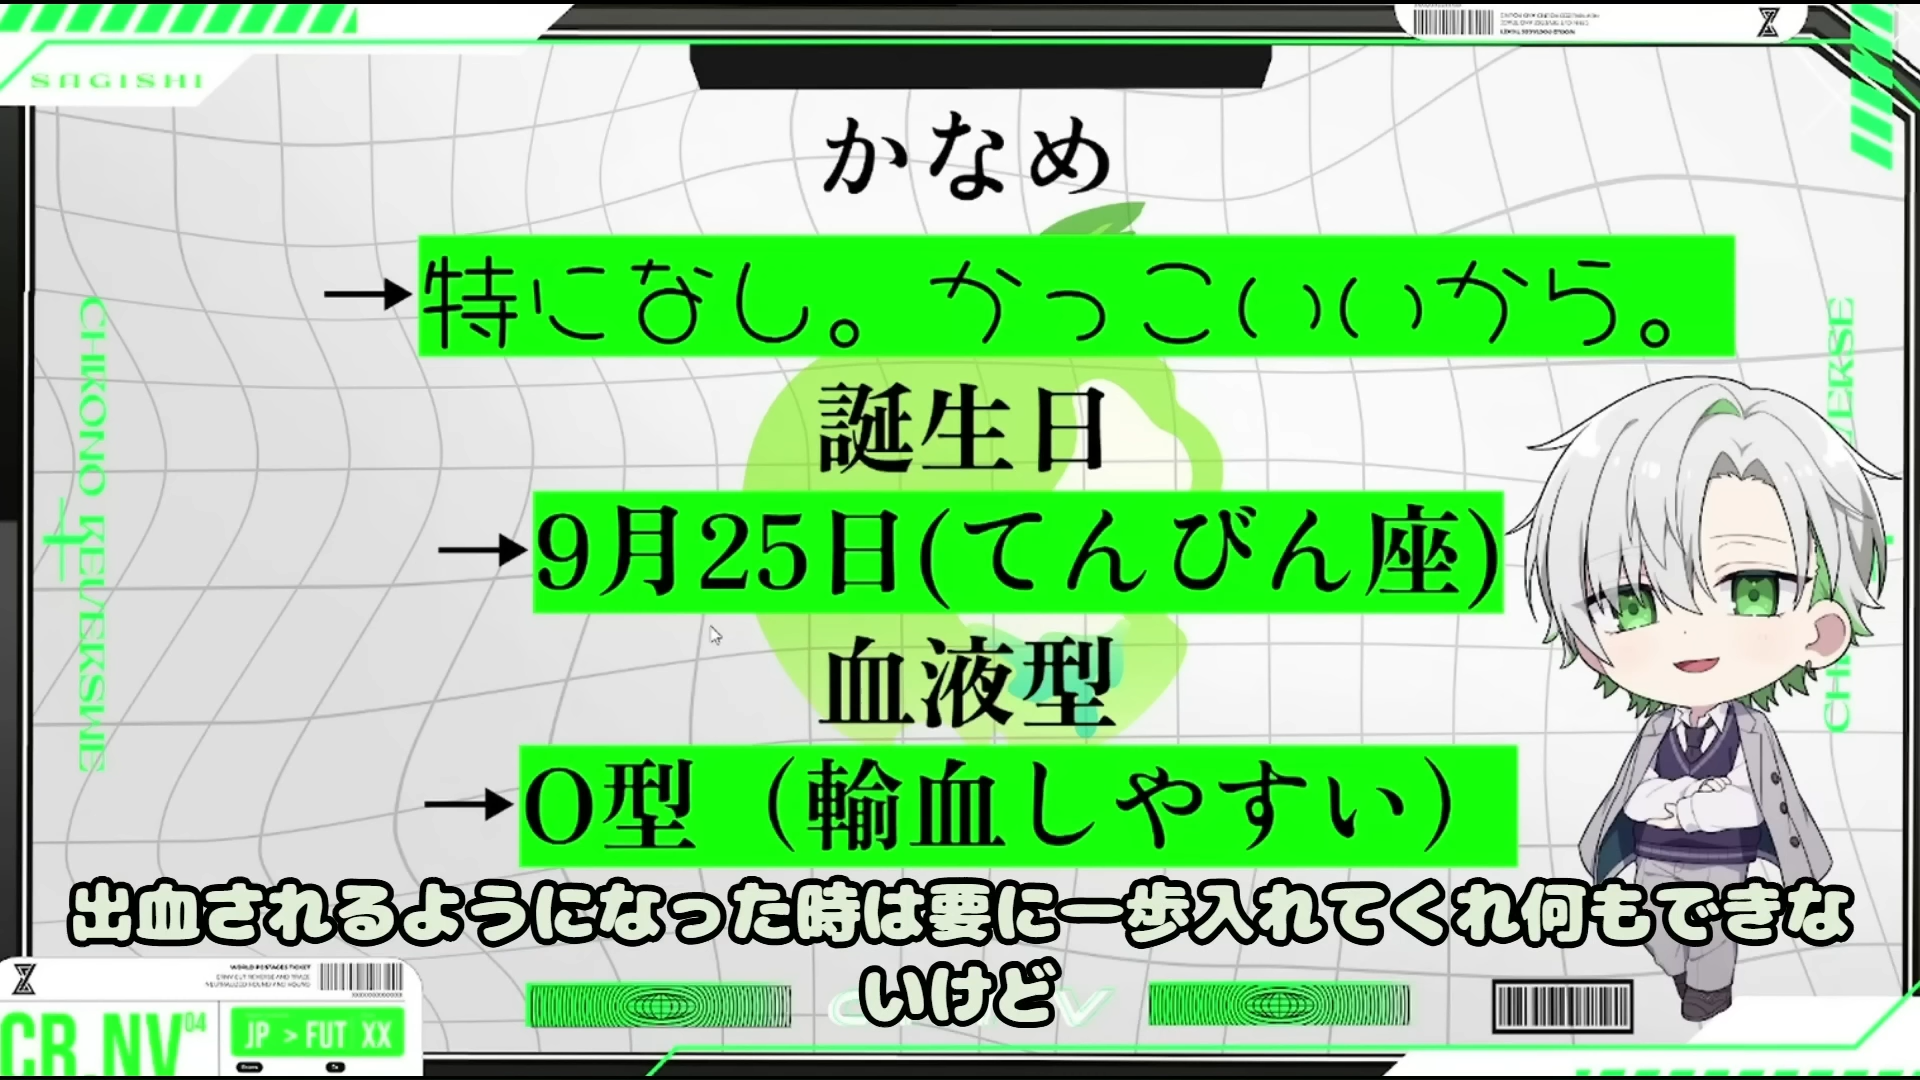 SAGISHI
かなめ
→特になし。かっこいいから。
誕生日
→9月25日(てんびん座)
血液型
→O型（輸血しやすい）
出血されるようになった時は要に一歩入れてくれ何もできな
いけど
WORLD POSTAGES TICKET
CR.NV04
JP > FUT XX